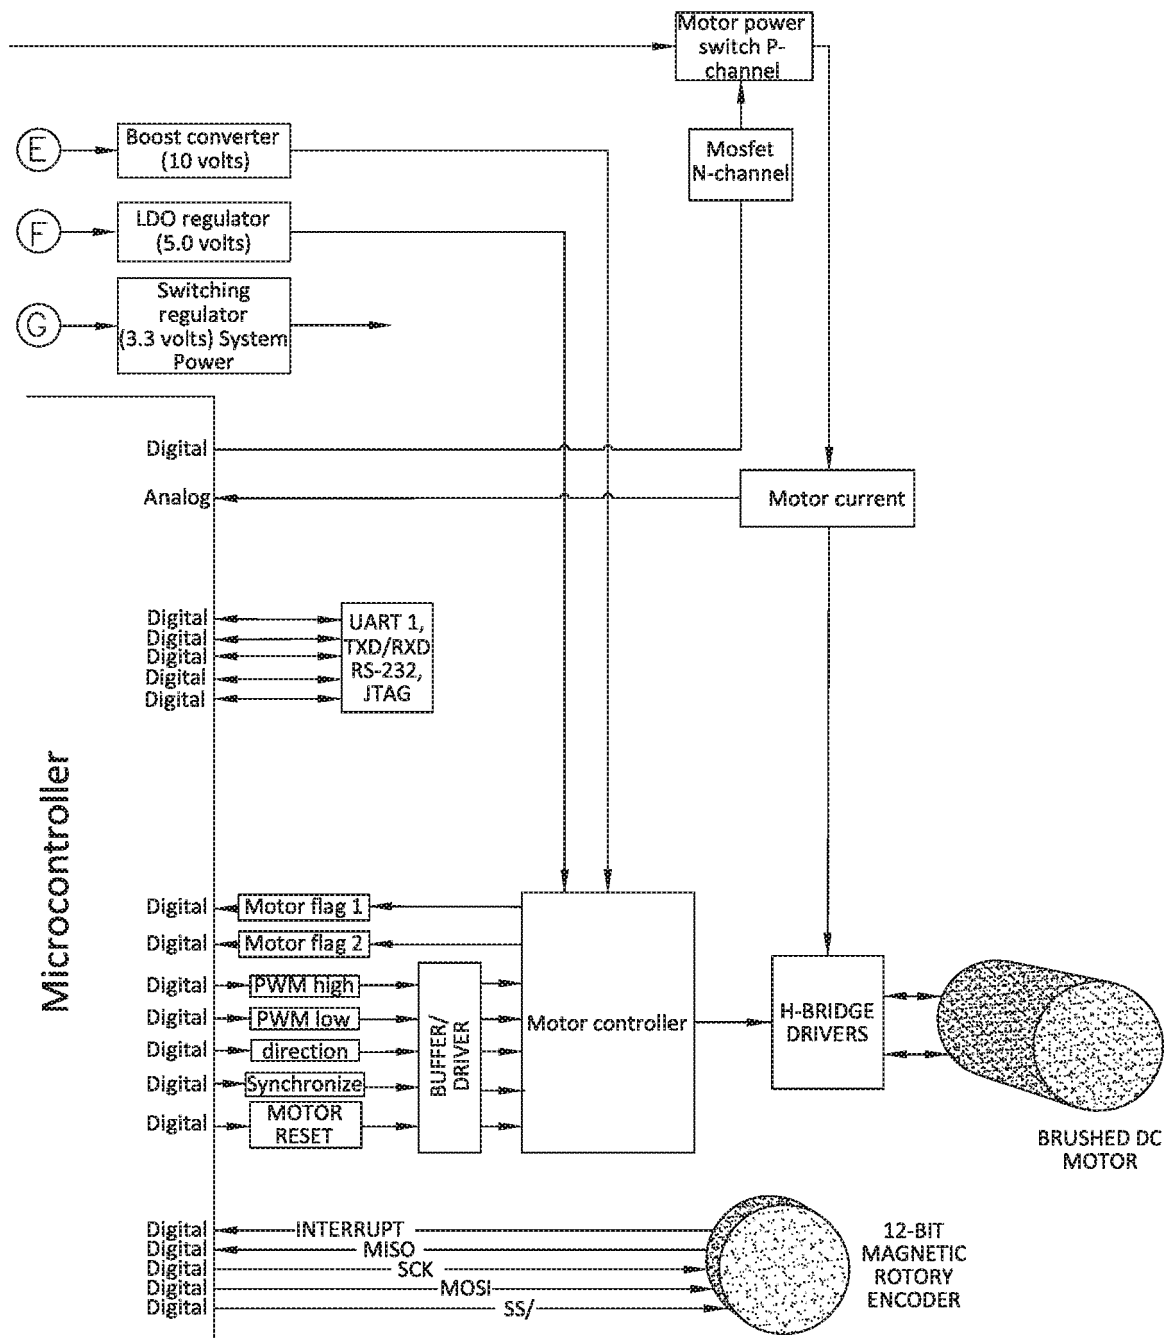 Motor power
switch P-
channel
E
Boost converter
(10 volts)
Mosfet
N-channel
F
LDO regulator
(5.0 volts)
G
Switching
regulator
(3.3 volts) System
Power
Digital
Analog
Motor current
Digital
Digital
Digital
Digital
Digital
UART 1,
TXD/RXD
RS-232,
JTAG
Microcontroller
Digital
Motor flag 1
Digital
Motor flag 2
Digital
PWM high
Digital
PWM low
Digital
direction
Digital
Synchronize
Digital
MOTOR
RESET
BUFFER/
DRIVER
Motor controller
H-BRIDGE
DRIVERS
BRUSHED DC
MOTOR
Digital
INTERRUPT
Digital
MISO
Digital
SCK
Digital
MOSI
Digital
SS/
12-BIT
MAGNETIC
ROTORY
ENCODER